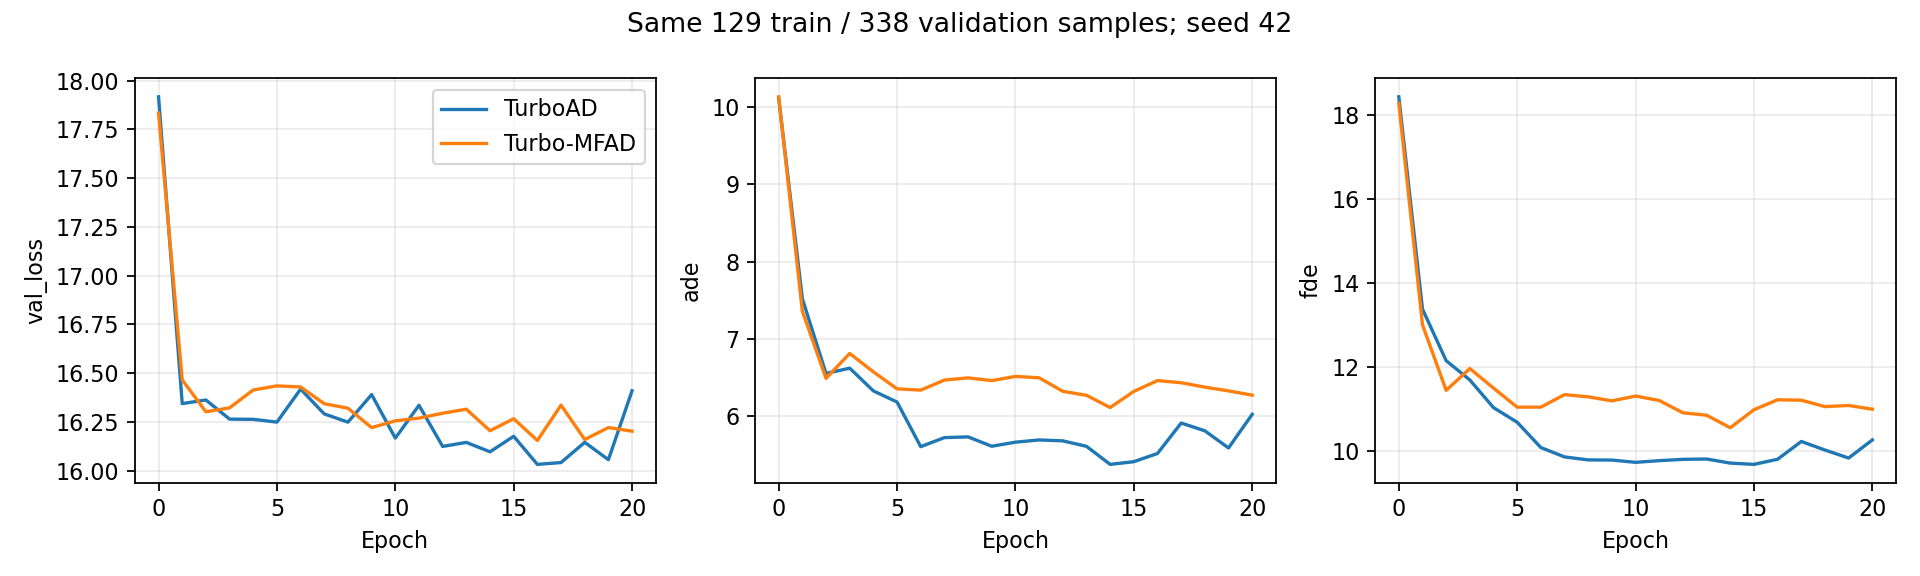 Same 129 train / 338 validation samples; seed 42
val_loss
18.00
17.75
17.50
17.25
17.00
16.75
16.50
16.25
16.00
TurboAD
Turbo-MFAD
0 5 10 15 20
Epoch
ade
10
9
8
7
6
0 5 10 15 20
Epoch
fde
18
16
14
12
10
0 5 10 15 20
Epoch